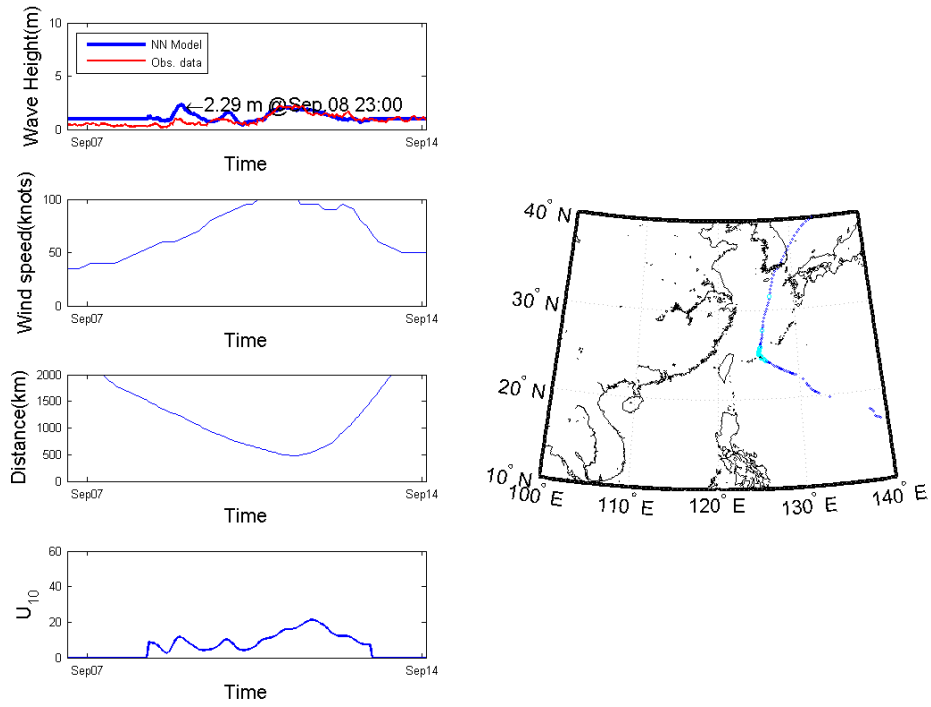 10
5
0
Wave Height(m)
NN Model
Obs. data
←2.29 m @Sep 08 23:00
Sep07
Sep14
Time
100
50
0
Wind speed(knots)
Sep07
Sep14
Time
2000
1500
1000
500
0
Distance(km)
Sep07
Sep14
Time
60
40
20
0
U10
Sep07
Sep14
Time
40° N
30° N
20° N
10° N
100° E
110° E
120° E
130° E
140° E